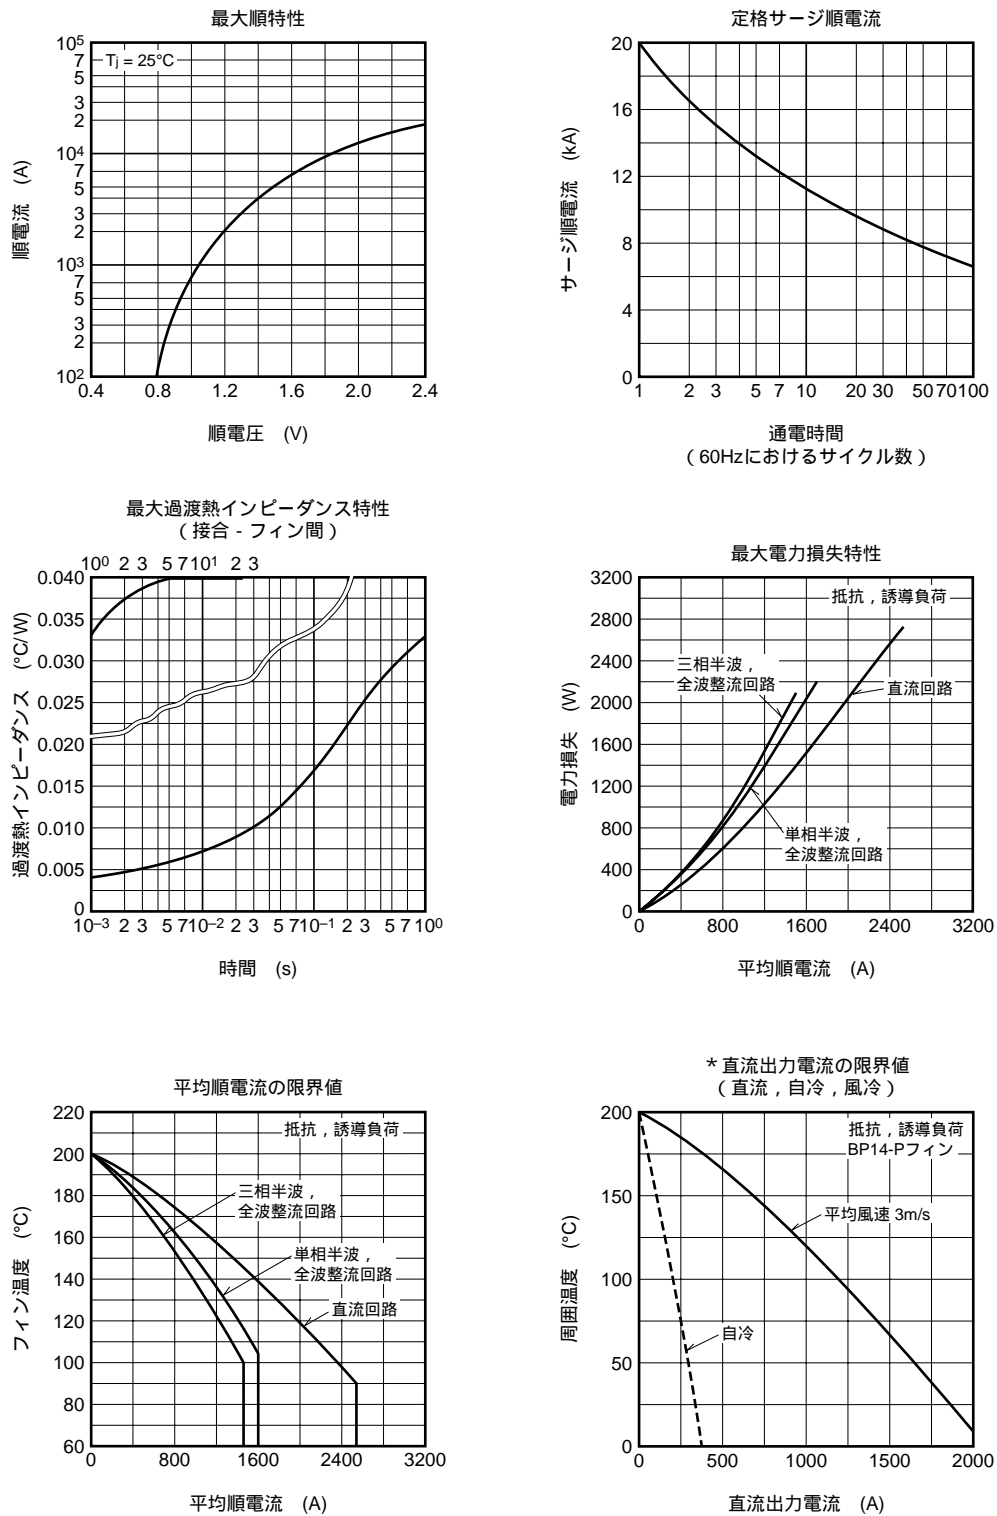 最大順特性
10⁵
7
5
3
2
10⁴
7
5
3
2
10³
7
5
3
2
10²
Tj = 25°C
0.4 0.8 1.2 1.6 2.0 2.4
順電流 (A)
順電圧 (V)
定格サージ順電流
20
16
12
8
4
0
1 2 3 5 7 10 20 30 50 70 100
サージ順電流 (kA)
通電時間
(60Hzにおけるサイクル数)
最大過渡熱インピーダンス特性
(接合 - フィン間)
10⁰ 2 3 5 7 10¹ 2 3
0.040
0.035
0.030
0.025
0.020
0.015
0.010
0.005
0
10⁻³ 2 3 5 7 10⁻² 2 3 5 7 10⁻¹ 2 3 5 7 10⁰
過渡熱インピーダンス (°C/W)
時間 (s)
最大電力損失特性
3200
2800
2400
2000
1600
1200
800
400
0
抵抗，誘導負荷
三相半波，
全波整流回路
直流回路
単相半波，
全波整流回路
0 800 1600 2400 3200
電力損失 (W)
平均順電流 (A)
平均順電流の限界値
220
200
180
160
140
120
100
80
60
抵抗，誘導負荷
三相半波，
全波整流回路
単相半波，
全波整流回路
直流回路
0 800 1600 2400 3200
フィン温度 (°C)
平均順電流 (A)
*直流出力電流の限界値
(直流，自冷，風冷)
200
150
100
50
0
抵抗，誘導負荷
BP14-Pフィン
平均風速 3m/s
自冷
0 500 1000 1500 2000
周囲温度 (°C)
直流出力電流 (A)